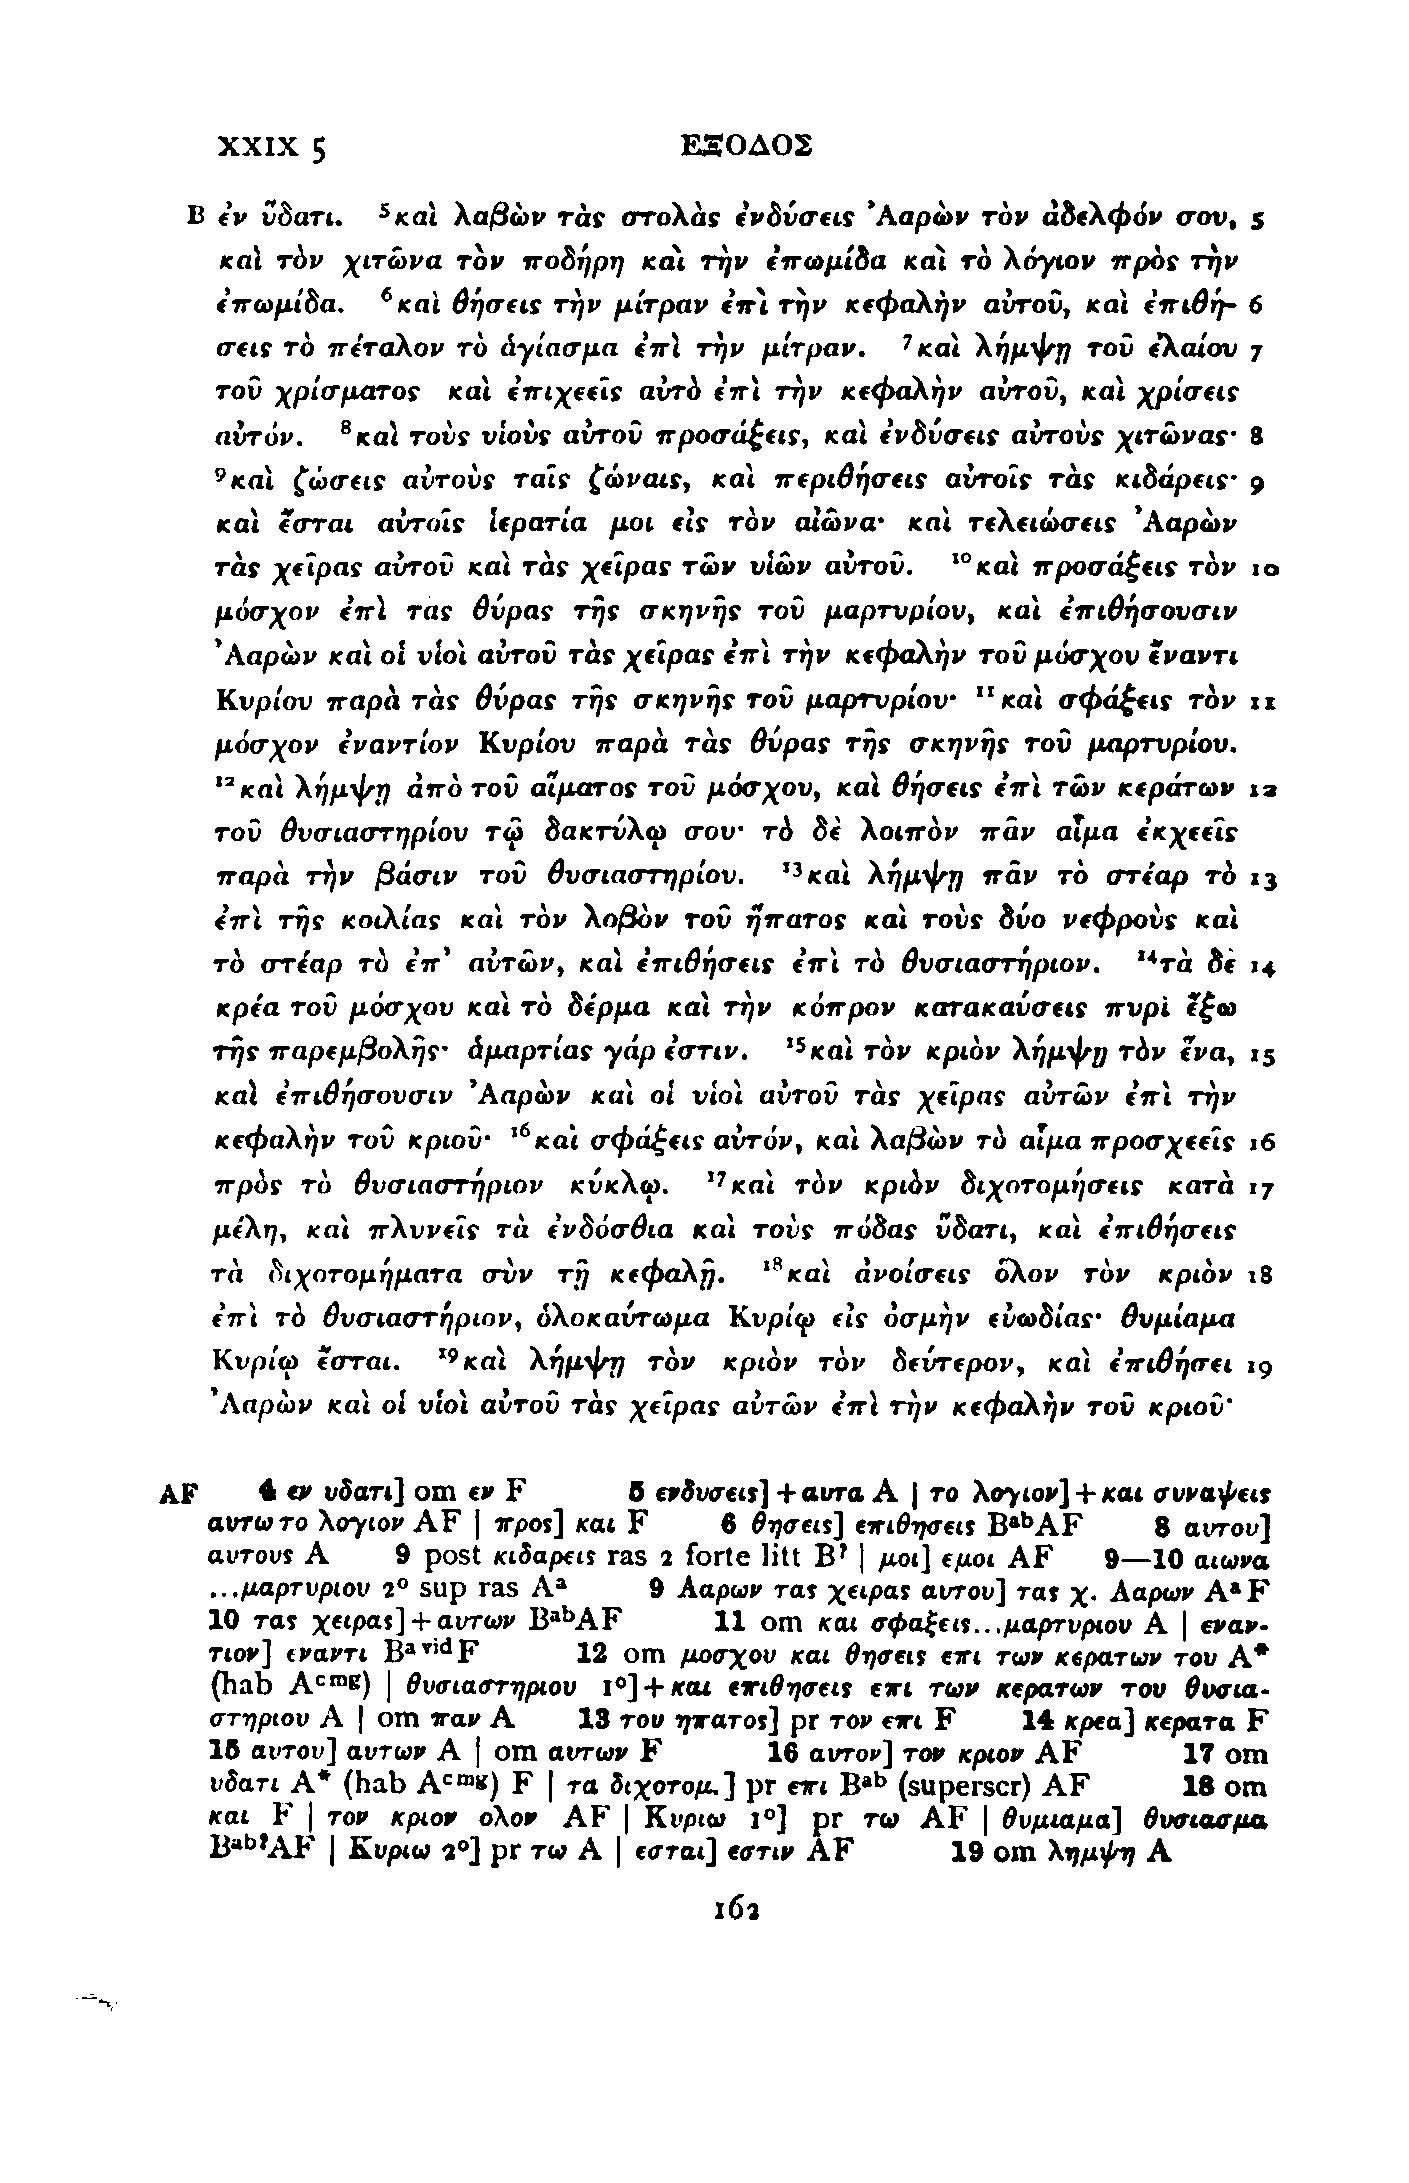 XXIX 5 ΕΞΟΔΟΣ
B ἐν ὕδατι. ⁵καὶ λαβὼν τὰς στολὰς ἐνδύσεις Ἀαρὼν τὸν ἀδελφόν σου, 5
καὶ τὸν χιτῶνα τὸν ποδήρη καὶ τὴν ἐπωμίδα καὶ τὸ λόγιον πρὸς τὴν
ἐπωμίδα. ⁶καὶ θήσεις τὴν μίτραν ἐπὶ τὴν κεφαλὴν αὐτοῦ, καὶ ἐπιθή- 6
σεις τὸ πέταλον τὸ ἁγίασμα ἐπὶ τὴν μίτραν. ⁷καὶ λήμψῃ τοῦ ἐλαίου 7
τοῦ χρίσματος καὶ ἐπιχεεῖς αὐτὸ ἐπὶ τὴν κεφαλὴν αὐτοῦ, καὶ χρίσεις
αὐτόν. ⁸καὶ τοὺς υἱοὺς αὐτοῦ προσάξεις, καὶ ἐνδύσεις αὐτοὺς χιτῶνας· 8
⁹καὶ ζώσεις αὐτοὺς ταῖς ζώναις, καὶ περιθήσεις αὐτοῖς τὰς κιδάρεις· 9
καὶ ἔσται αὐτοῖς ἱερατία μοι εἰς τὸν αἰῶνα· καὶ τελειώσεις Ἀαρὼν
τὰς χεῖρας αὐτοῦ καὶ τὰς χεῖρας τῶν υἱῶν αὐτοῦ. ¹⁰καὶ προσάξεις τὸν 10
μόσχον ἐπὶ τὰς θύρας τῆς σκηνῆς τοῦ μαρτυρίου, καὶ ἐπιθήσουσιν
Ἀαρὼν καὶ οἱ υἱοὶ αὐτοῦ τὰς χεῖρας ἐπὶ τὴν κεφαλὴν τοῦ μόσχου ἔναντι
Κυρίου παρὰ τὰς θύρας τῆς σκηνῆς τοῦ μαρτυρίου· ¹¹καὶ σφάξεις τὸν 11
μόσχον ἐναντίον Κυρίου παρὰ τὰς θύρας τῆς σκηνῆς τοῦ μαρτυρίου.
¹²καὶ λήμψῃ ἀπὸ τοῦ αἵματος τοῦ μόσχου, καὶ θήσεις ἐπὶ τῶν κεράτων 12
τοῦ θυσιαστηρίου τῷ δακτύλῳ σου· τὸ δὲ λοιπὸν πᾶν αἷμα ἐκχεεῖς
παρὰ τὴν βάσιν τοῦ θυσιαστηρίου. ¹³καὶ λήμψῃ πᾶν τὸ στέαρ τὸ 13
ἐπὶ τῆς κοιλίας καὶ τὸν λοβὸν τοῦ ἥπατος καὶ τοὺς δύο νεφροὺς καὶ
τὸ στέαρ τὸ ἐπ’ αὐτῶν, καὶ ἐπιθήσεις ἐπὶ τὸ θυσιαστήριον. ¹⁴τὰ δὲ 14
κρέα τοῦ μόσχου καὶ τὸ δέρμα καὶ τὴν κόπρον κατακαύσεις πυρὶ ἔξω
τῆς παρεμβολῆς· ἁμαρτίας γάρ ἐστιν. ¹⁵καὶ τὸν κριὸν λήμψῃ τὸν ἕνα, 15
καὶ ἐπιθήσουσιν Ἀαρὼν καὶ οἱ υἱοὶ αὐτοῦ τὰς χεῖρας αὐτῶν ἐπὶ τὴν
κεφαλὴν τοῦ κριοῦ· ¹⁶καὶ σφάξεις αὐτόν, καὶ λαβὼν τὸ αἷμα προσχεεῖς 16
πρὸς τὸ θυσιαστήριον κύκλῳ. ¹⁷καὶ τὸν κριὸν διχοτομήσεις κατὰ 17
μέλη, καὶ πλυνεῖς τὰ ἐνδόσθια καὶ τοὺς πόδας ὕδατι, καὶ ἐπιθήσεις
τὰ διχοτομήματα σὺν τῇ κεφαλῇ. ¹⁸καὶ ἀνοίσεις ὅλον τὸν κριὸν 18
ἐπὶ τὸ θυσιαστήριον, ὁλοκαύτωμα Κυρίῳ εἰς ὀσμὴν εὐωδίας· θυμίαμα
Κυρίῳ ἔσται. ¹⁹καὶ λήμψῃ τὸν κριὸν τὸν δεύτερον, καὶ ἐπιθήσει 19
Ἀαρὼν καὶ οἱ υἱοὶ αὐτοῦ τὰς χεῖρας αὐτῶν ἐπὶ τὴν κεφαλὴν τοῦ κριοῦ·
AF 4 εν υδατι] om εν F 5 ενδυσεις] + αυτα A | το λογιον] + και συναψεις
αυτω το λογιον AF | προς] και F 6 θησεις] επιθησεις Bᵃᵇ AF 8 αυτου]
αυτους A 9 post κιδαρεις ras 2 forte litt B? | μοι] εμοι AF 9—10 αιωνα
...μαρτυριου 2° sup ras Aᵃ 9 Ααρων τας χειρας αυτου] τας χ. Ααρων Aᵃ F
10 τας χειρας] + αυτων Bᵃᵇ AF 11 om και σφαξεις...μαρτυριου A | εναν-
τιον] εναντι Bᵃ ᵛⁱᵈ F 12 om μοσχου και θησεις επι των κερατων του A*
(hab Aᶜᵐᵍ) | θυσιαστηριου 1°] + και επιθησεις επι των κερατων του θυσια-
στηριου A | om παν A 13 του ηπατος] pr τον επι F 14 κρεα] κερατα F
15 αυτου] αυτων A | om αυτων F 16 αυτον] τον κριον AF 17 om
υδατι A* (hab Aᶜᵐᵍ) F | τα διχοτομ.] pr επι Bᵃᵇ (superscr) AF 18 om
και F | τον κριον ολον AF | Κυριω 1°] pr τω AF | θυμιαμα] θυσιασμα
Bᵃᵇ? AF | Κυριω 2°] pr τω A | εσται] εστιν AF 19 om λημψη A
162